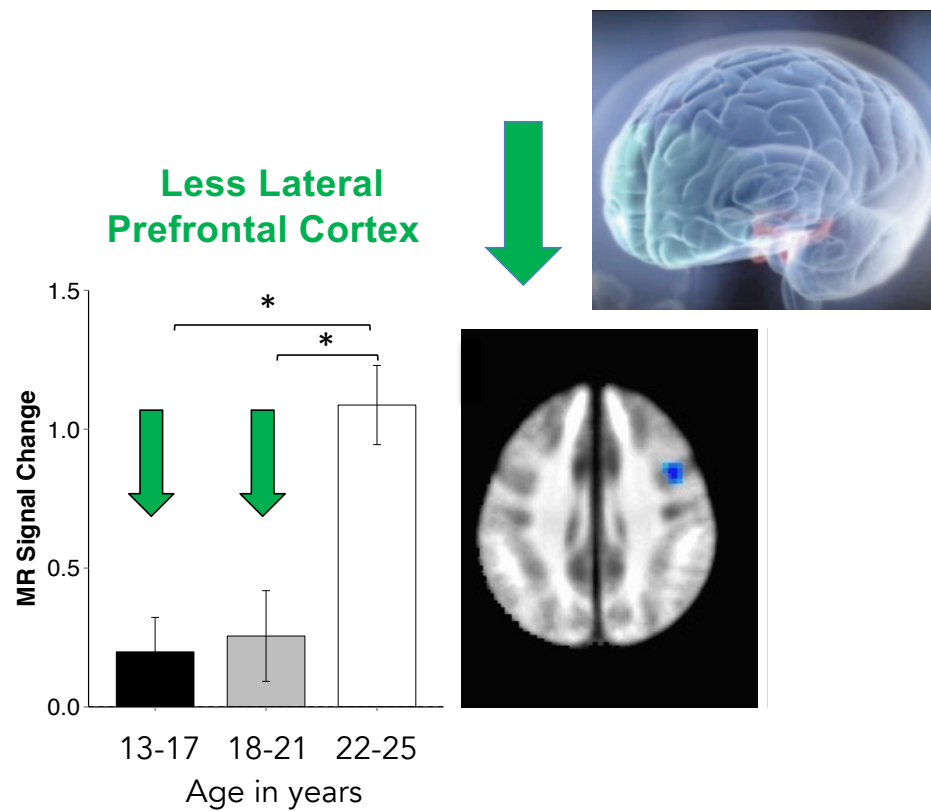 Less Lateral
Prefrontal Cortex
1.5
*
*
MR Signal Change
1.0
0.5
0.0
13-17 18-21 22-25
Age in years